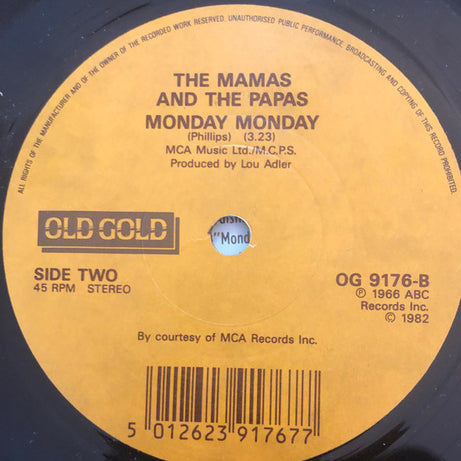 ALL RIGHTS OF THE MANUFACTURER AND OF THE OWNER OF THE RECORDED WORK RESERVED. UNAUTHORISED PUBLIC PERFORMANCE, BROADCASTING AND COPYING OF THIS RECORD PROHIBITED.
THE MAMAS
AND THE PAPAS
MONDAY MONDAY
(Phillips) (3.23)
MCA Music Ltd./M.C.P.S.
Produced by Lou Adler
OLD GOLD
"Mond
SIDE TWO
45 RPM STEREO
OG 9176-B
Ⓟ 1966 ABC
Records Inc.
© 1982
By courtesy of MCA Records Inc.
5 012623 917677